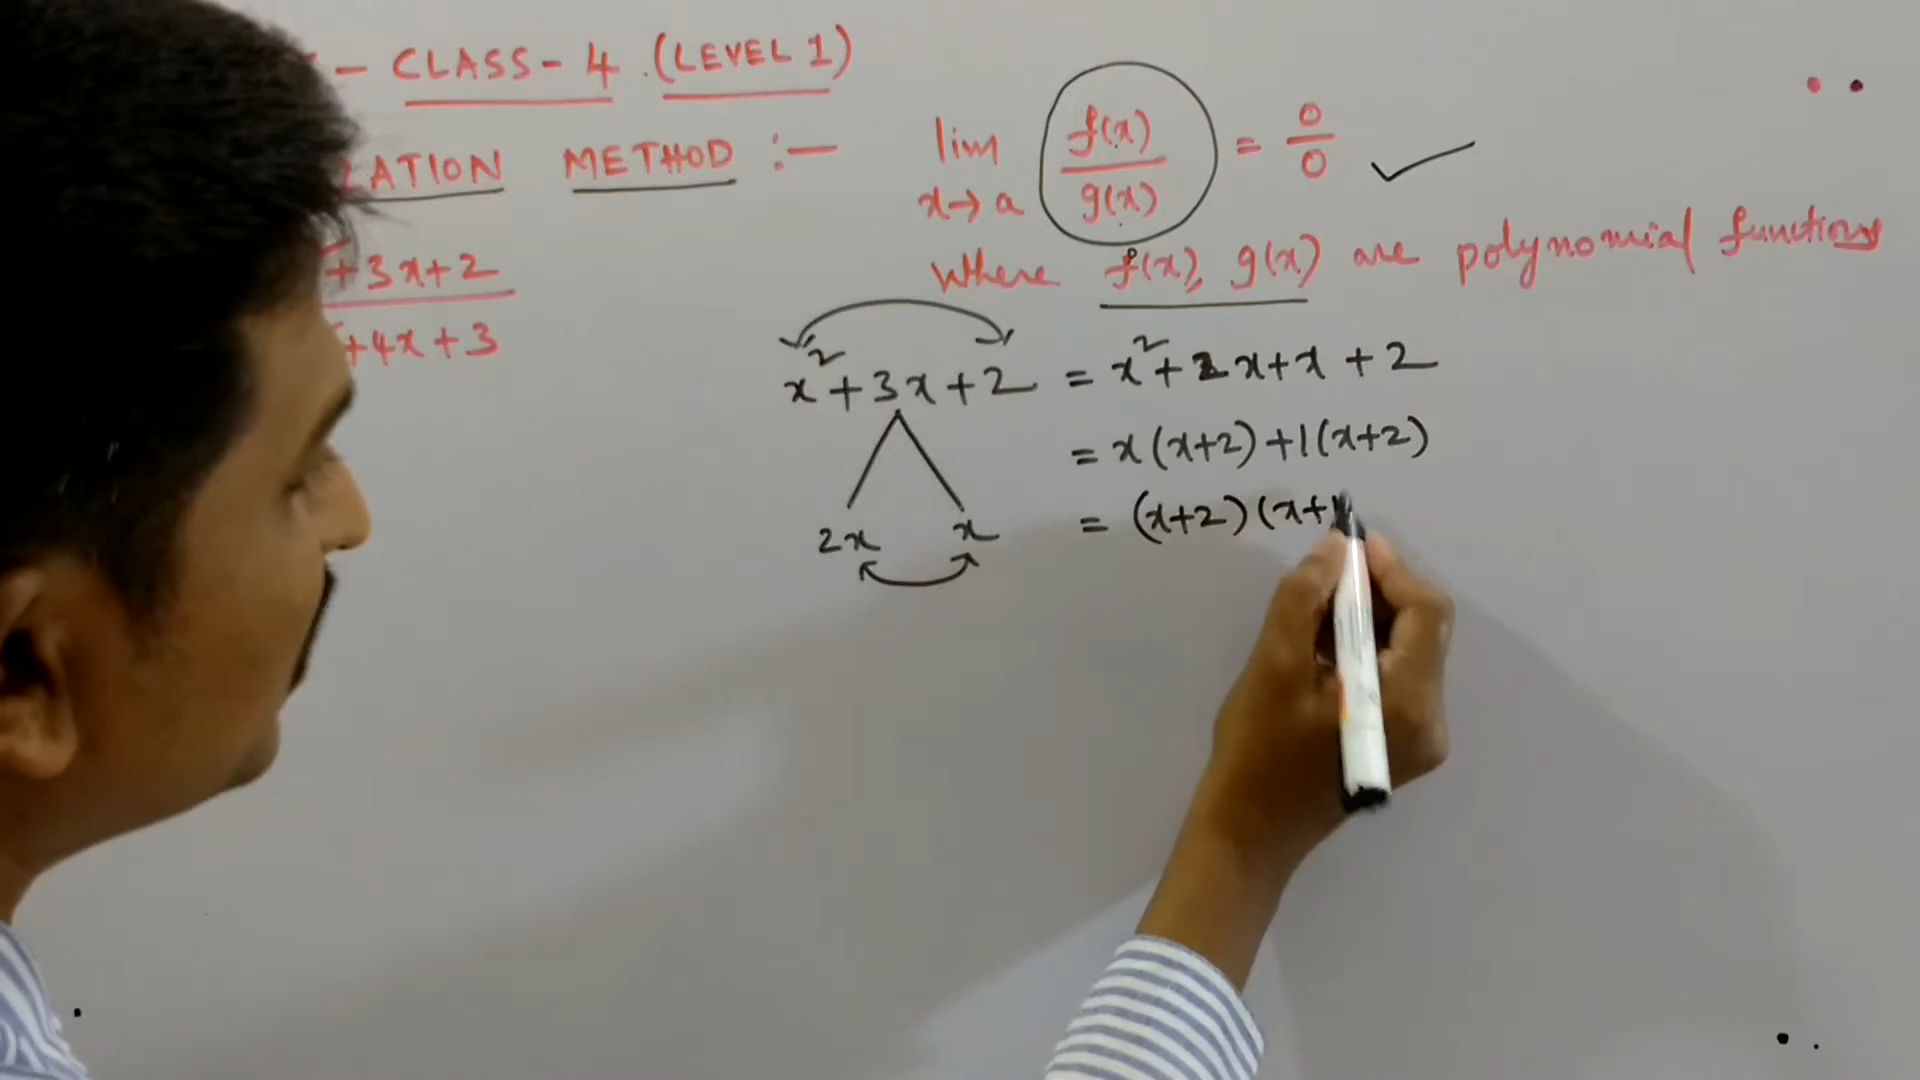 - CLASS - 4 (LEVEL 1)
METHOD :-
lim x→a f(x)/g(x) = 0/0 ✓
where f(x), g(x) are polynomial functions
+3x+2
+4x+3
x²+3x+2 = x²+2x+x+2
= x(x+2)+1(x+2)
2x x
= (x+2)(x+1